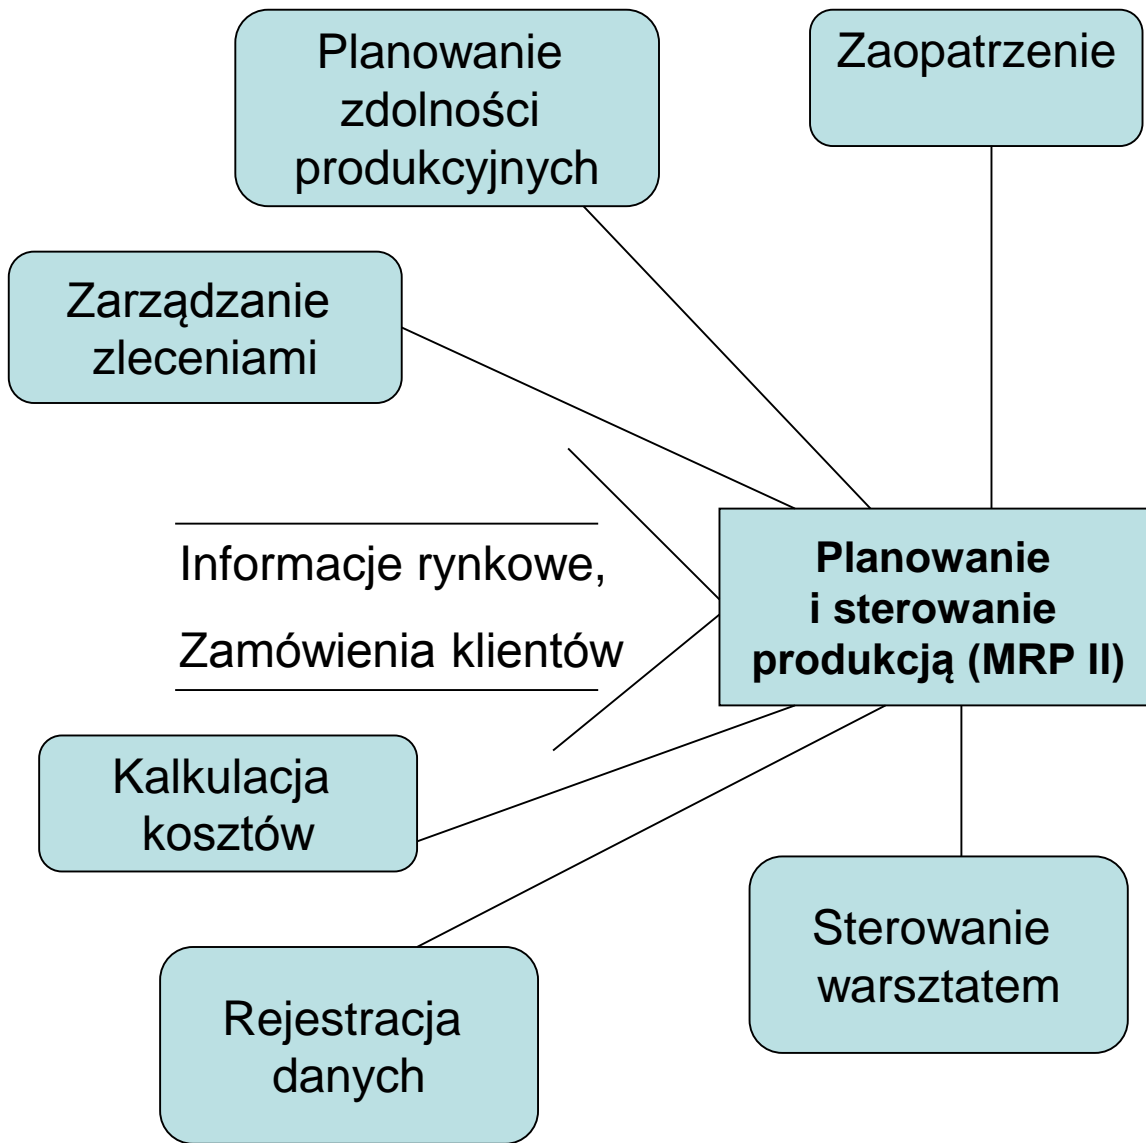 Planowanie
zdolności
produkcyjnych
Zaopatrzenie
Zarządzanie
zleceniami
Informacje rynkowe,
Zamówienia klientów
Planowanie
i sterowanie
produkcją (MRP II)
Kalkulacja
kosztów
Sterowanie
warsztatem
Rejestracja
danych